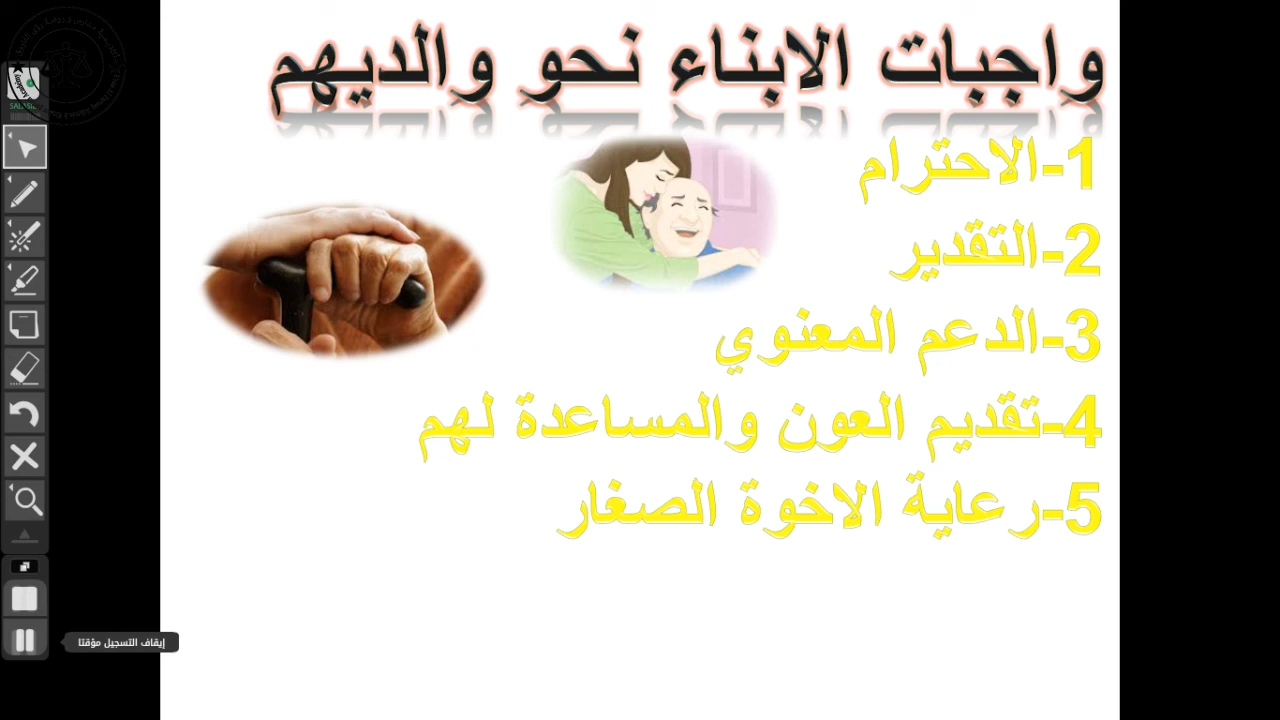 واجبات الابناء نحو والديهم
1-الاحترام
2-التقدير
3-الدعم المعنوي
4-تقديم العون والمساعدة لهم
5-رعاية الاخوة الصغار
إيقاف التسجيل مؤقتا